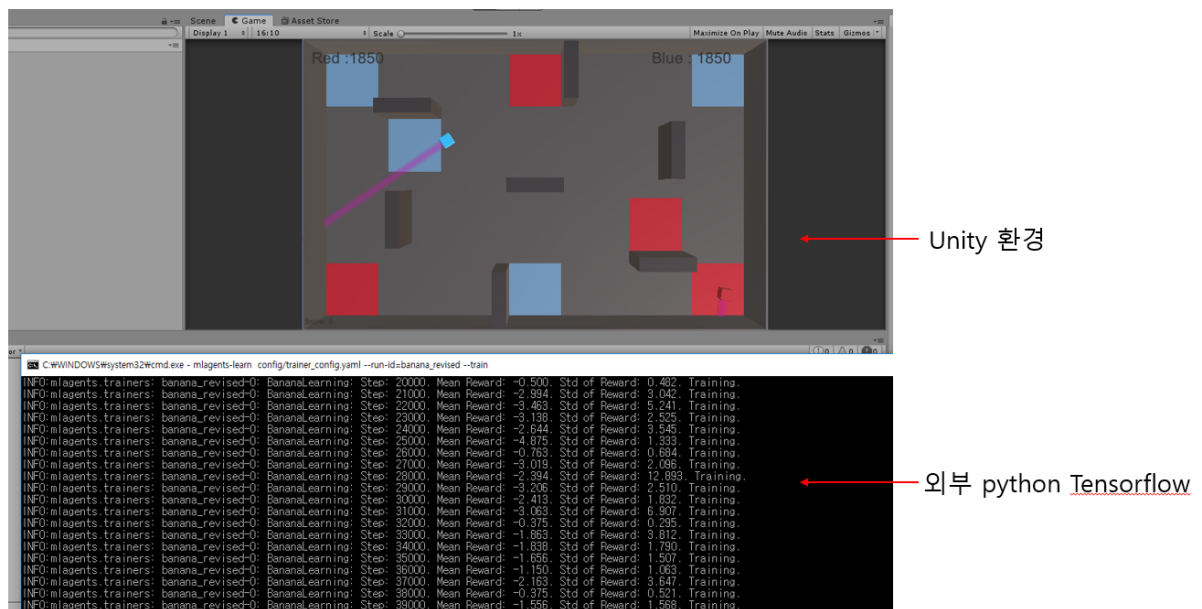 Scene Game Asset Store
Display 1 16:10 Scale 1x Maximize On Play Mute Audio Stats Gizmos
Red :1850 Blue : 1850
Unity 환경
C:₩WINDOWS₩system32₩cmd.exe - mlagents-learn config/trainer_config.yaml --run-id=banana_revised --train
INFO:mlagents.trainers: banana_revised-0: BananaLearning: Step: 20000. Mean Reward: -0.500. Std of Reward: 0.482. Training.
INFO:mlagents.trainers: banana_revised-0: BananaLearning: Step: 21000. Mean Reward: -2.994. Std of Reward: 3.042. Training.
INFO:mlagents.trainers: banana_revised-0: BananaLearning: Step: 22000. Mean Reward: -3.463. Std of Reward: 5.241. Training.
INFO:mlagents.trainers: banana_revised-0: BananaLearning: Step: 23000. Mean Reward: -3.138. Std of Reward: 2.525. Training.
INFO:mlagents.trainers: banana_revised-0: BananaLearning: Step: 24000. Mean Reward: -2.644. Std of Reward: 3.545. Training.
INFO:mlagents.trainers: banana_revised-0: BananaLearning: Step: 25000. Mean Reward: -4.875. Std of Reward: 1.333. Training.
INFO:mlagents.trainers: banana_revised-0: BananaLearning: Step: 26000. Mean Reward: -0.763. Std of Reward: 0.684. Training.
INFO:mlagents.trainers: banana_revised-0: BananaLearning: Step: 27000. Mean Reward: -3.019. Std of Reward: 2.096. Training.
INFO:mlagents.trainers: banana_revised-0: BananaLearning: Step: 28000. Mean Reward: -2.394. Std of Reward: 12.893. Training.
INFO:mlagents.trainers: banana_revised-0: BananaLearning: Step: 29000. Mean Reward: -3.206. Std of Reward: 2.510. Training.
INFO:mlagents.trainers: banana_revised-0: BananaLearning: Step: 30000. Mean Reward: -2.413. Std of Reward: 1.832. Training.
INFO:mlagents.trainers: banana_revised-0: BananaLearning: Step: 31000. Mean Reward: -3.063. Std of Reward: 6.907. Training.
INFO:mlagents.trainers: banana_revised-0: BananaLearning: Step: 32000. Mean Reward: -0.375. Std of Reward: 0.295. Training.
INFO:mlagents.trainers: banana_revised-0: BananaLearning: Step: 33000. Mean Reward: -1.863. Std of Reward: 3.812. Training.
INFO:mlagents.trainers: banana_revised-0: BananaLearning: Step: 34000. Mean Reward: -1.838. Std of Reward: 1.790. Training.
INFO:mlagents.trainers: banana_revised-0: BananaLearning: Step: 35000. Mean Reward: -1.656. Std of Reward: 1.507. Training.
INFO:mlagents.trainers: banana_revised-0: BananaLearning: Step: 36000. Mean Reward: -1.150. Std of Reward: 1.063. Training.
INFO:mlagents.trainers: banana_revised-0: BananaLearning: Step: 37000. Mean Reward: -2.163. Std of Reward: 3.647. Training.
INFO:mlagents.trainers: banana_revised-0: BananaLearning: Step: 38000. Mean Reward: -0.375. Std of Reward: 0.521. Training.
INFO:mlagents.trainers: banana_revised-0: BananaLearning: Step: 39000. Mean Reward: -1.556. Std of Reward: 1.568. Training.
외부 python Tensorflow